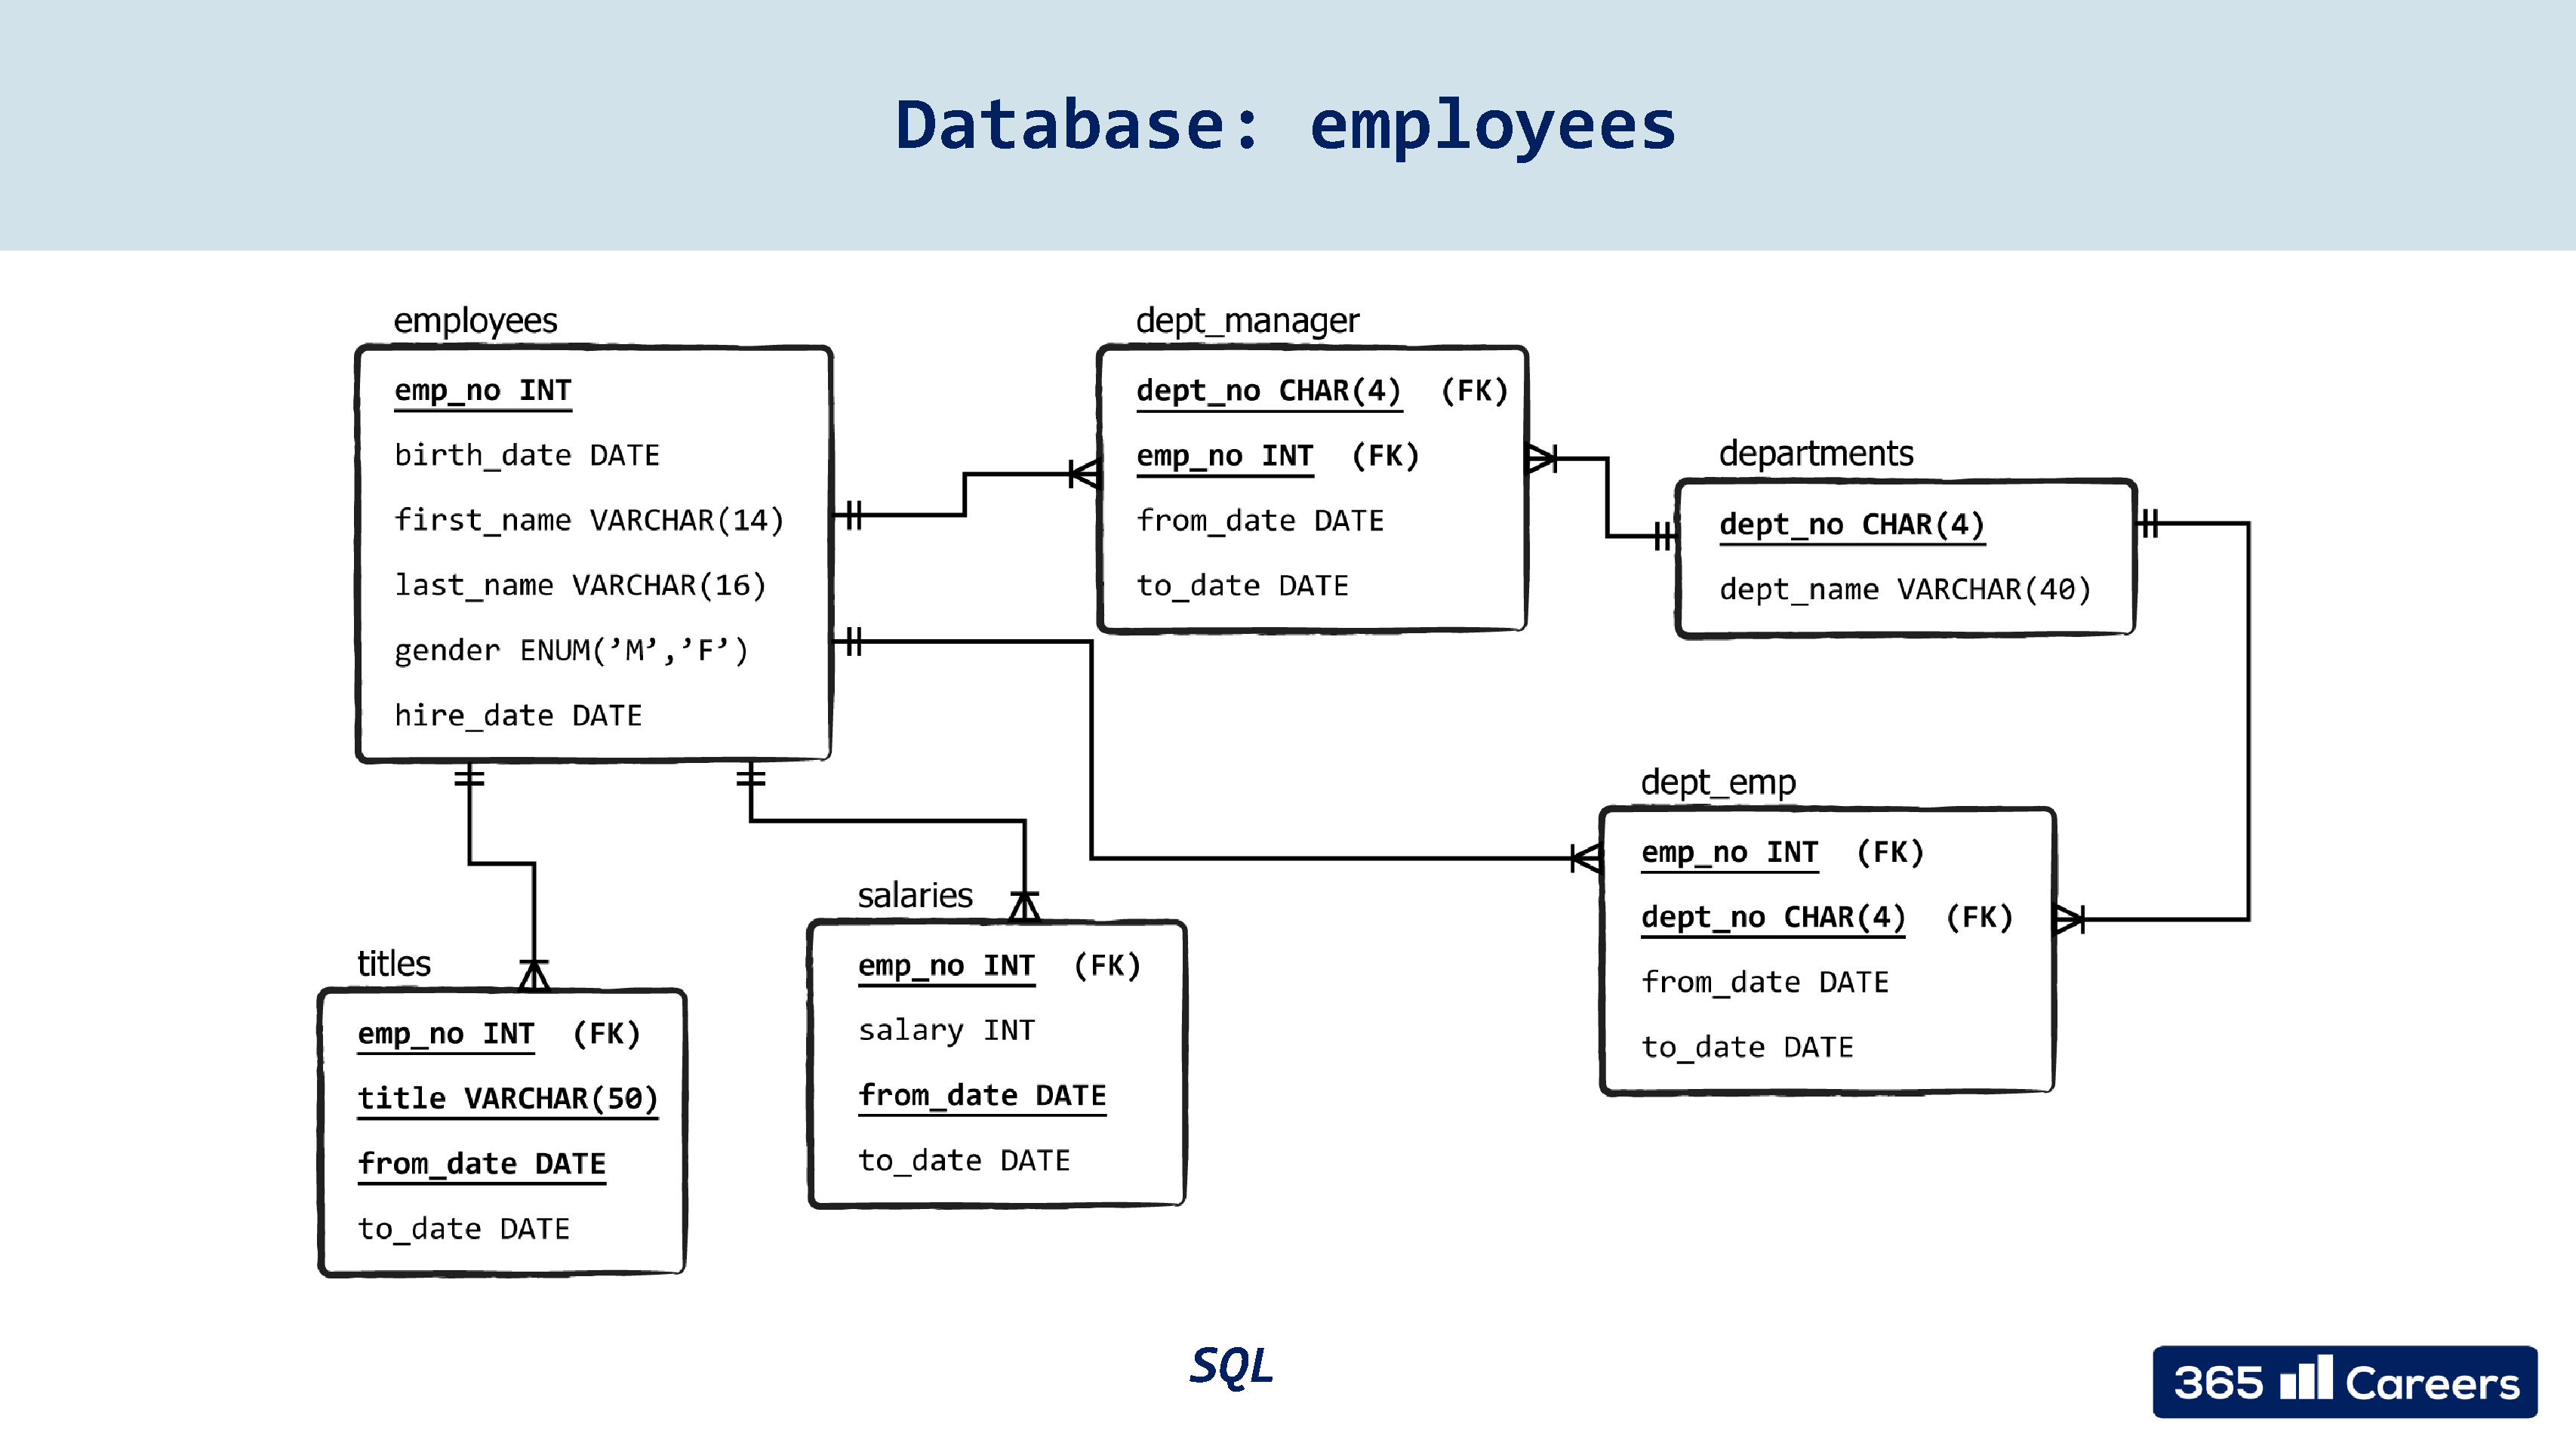 Database: employees
employees
emp_no INT
birth_date DATE
first_name VARCHAR(14)
last_name VARCHAR(16)
gender ENUM(’M’,’F’)
hire_date DATE
dept_manager
dept_no CHAR(4) (FK)
emp_no INT (FK)
from_date DATE
to_date DATE
departments
dept_no CHAR(4)
dept_name VARCHAR(40)
dept_emp
emp_no INT (FK)
dept_no CHAR(4) (FK)
from_date DATE
to_date DATE
salaries
emp_no INT (FK)
salary INT
from_date DATE
to_date DATE
titles
emp_no INT (FK)
title VARCHAR(50)
from_date DATE
to_date DATE
SQL
365 Careers